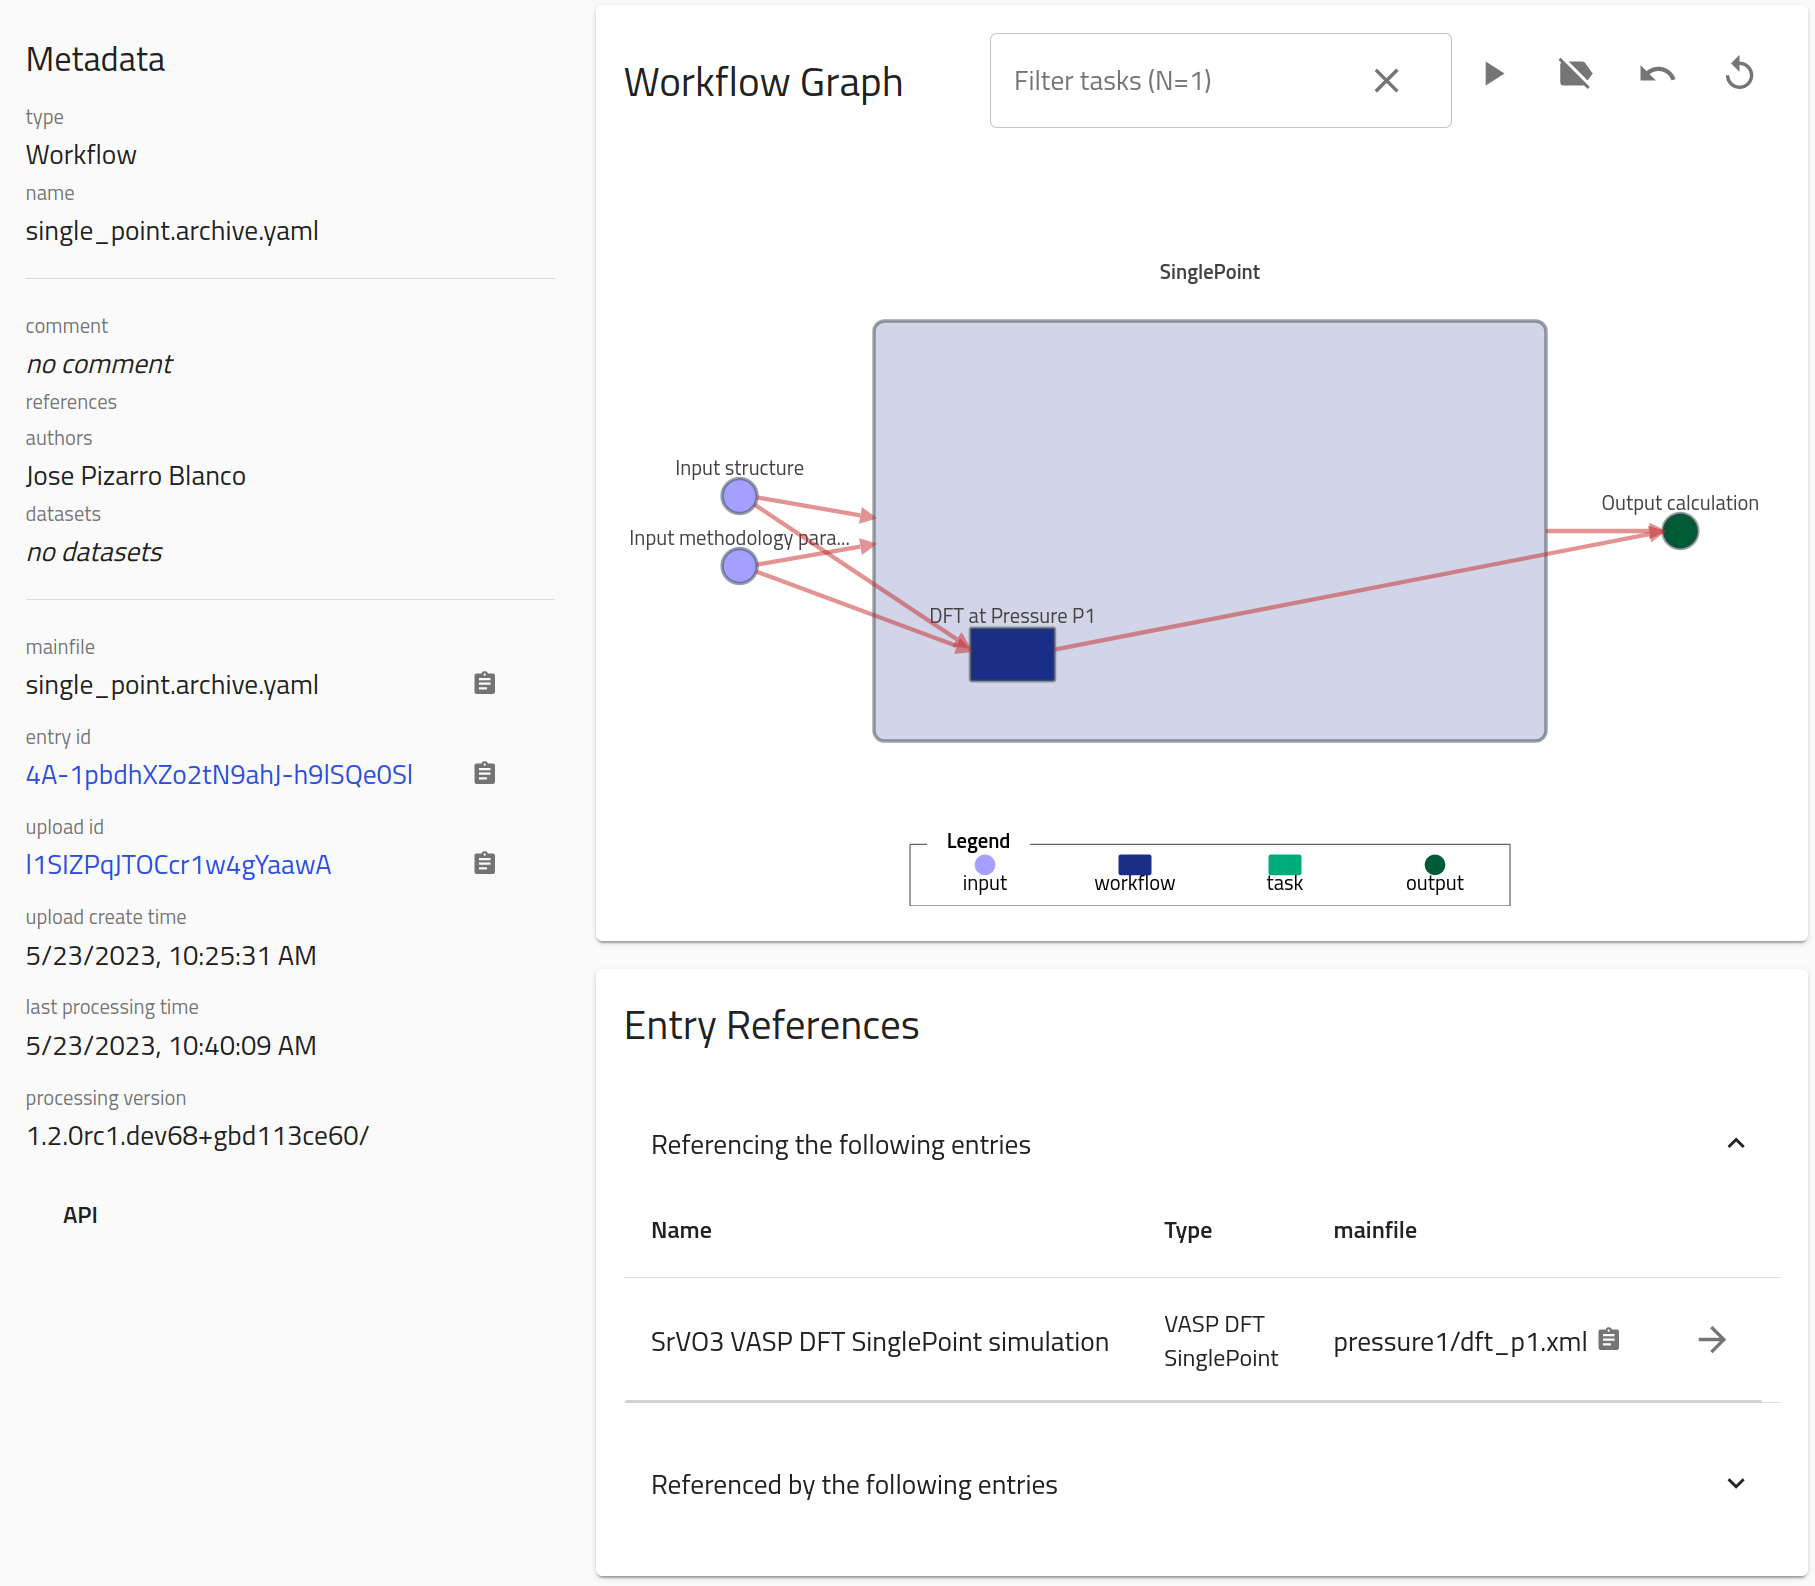 Metadata
type
Workflow
name
single_point.archive.yaml
comment
no comment
references
authors
Jose Pizarro Blanco
datasets
no datasets
mainfile
single_point.archive.yaml
entry id
4A-1pbdhXZo2tN9ahJ-h9lSQe0Sl
upload id
l1SIZPqJTOCcr1w4gYaawA
upload create time
5/23/2023, 10:25:31 AM
last processing time
5/23/2023, 10:40:09 AM
processing version
1.2.0rc1.dev68+gbd113ce60/
API
Workflow Graph
Filter tasks (N=1)
SinglePoint
Input structure
Input methodology para...
Output calculation
DFT at Pressure P1
Legend
input
workflow
task
output
Entry References
Referencing the following entries
Name Type mainfile
SrVO3 VASP DFT SinglePoint simulation
VASP DFT
SinglePoint
pressure1/dft_p1.xml
Referenced by the following entries